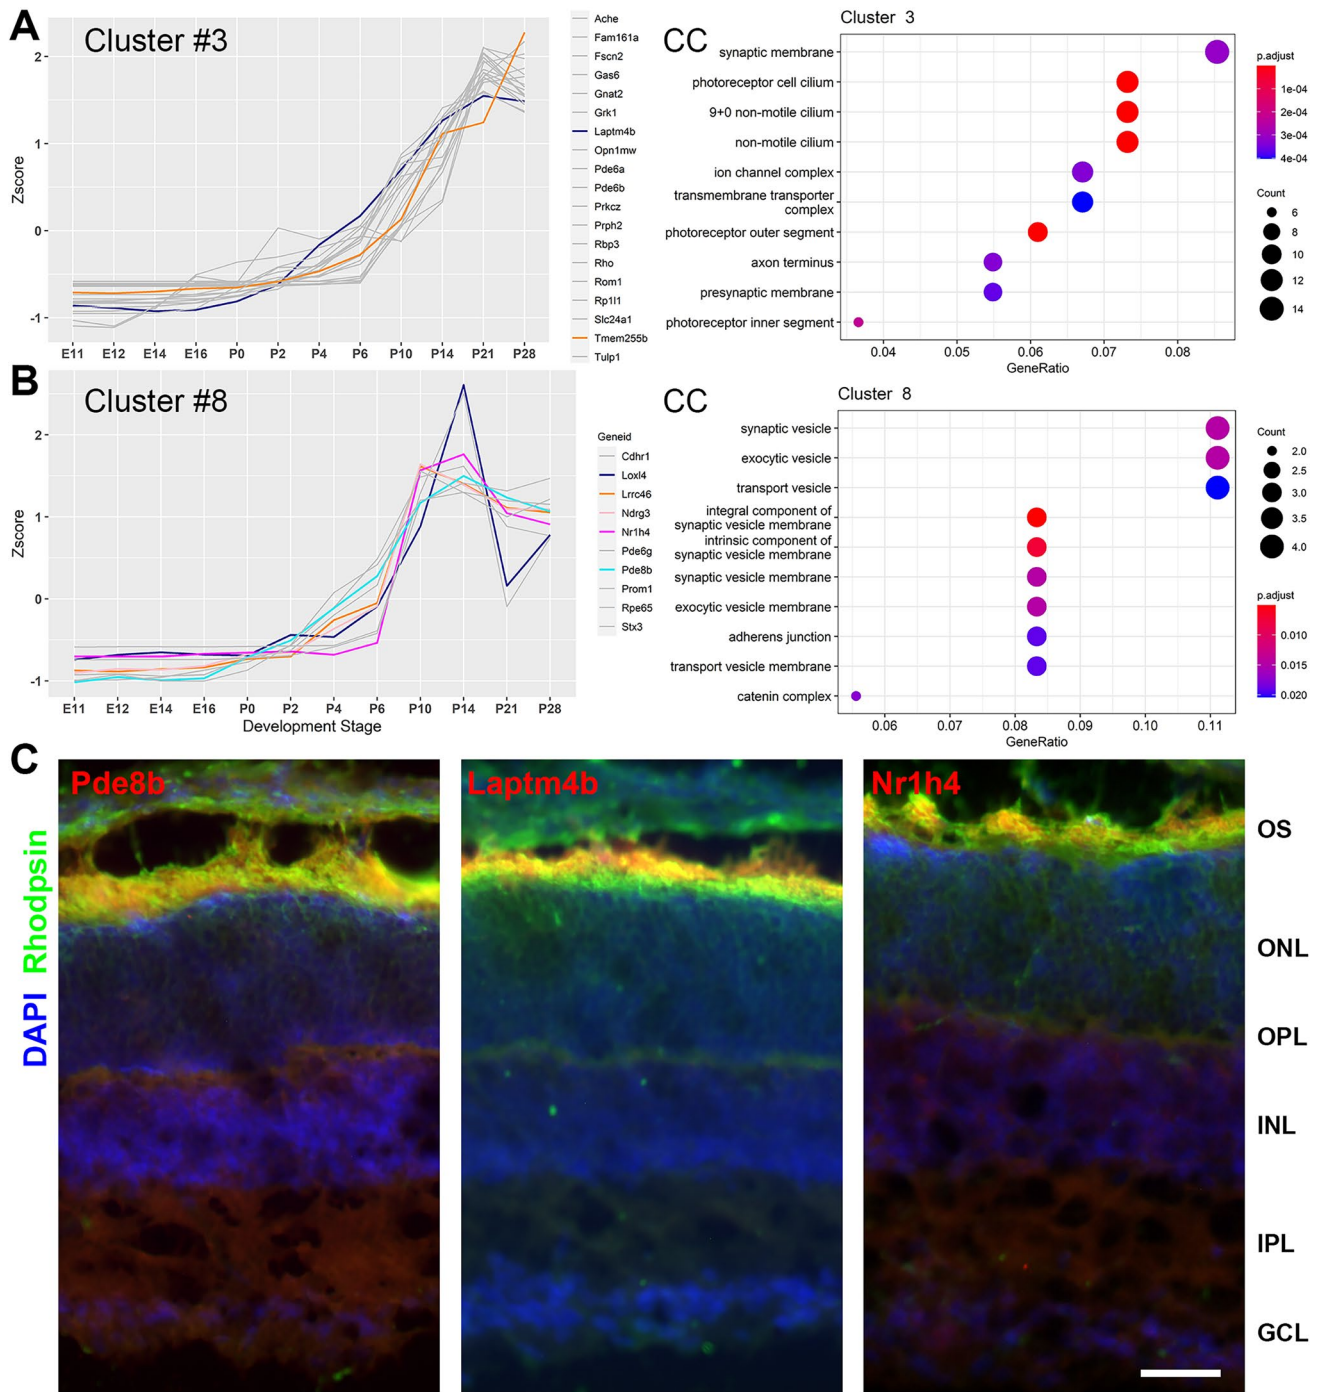 A
Cluster #3
Zscore
2
1
0
-1
E11 E12 E14 E16 P0 P2 P4 P6 P10 P14 P21 P28
Ache
Fam161a
Fscn2
Gas6
Gnat2
Grk1
Laptm4b
Opn1mw
Pde6a
Pde6b
Prkcz
Prph2
Rbp3
Rho
Rom1
Rp1l1
Slc24a1
Tmem255b
Tulp1
CC
Cluster 3
synaptic membrane
photoreceptor cell cilium
9+0 non-motile cilium
non-motile cilium
ion channel complex
transmembrane transporter
complex
photoreceptor outer segment
axon terminus
presynaptic membrane
photoreceptor inner segment
0.04 0.05 0.06 0.07 0.08
GeneRatio
p.adjust
1e-04
2e-04
3e-04
4e-04
Count
6
8
10
12
14
B
Cluster #8
Zscore
2
1
0
-1
E11 E12 E14 E16 P0 P2 P4 P6 P10 P14 P21 P28
Development Stage
Geneid
Cdhr1
Loxl4
Lrrc46
Ndrg3
Nr1h4
Pde6g
Pde8b
Prom1
Rpe65
Stx3
CC
Cluster 8
synaptic vesicle
exocytic vesicle
transport vesicle
integral component of
synaptic vesicle membrane
intrinsic component of
synaptic vesicle membrane
synaptic vesicle membrane
exocytic vesicle membrane
adherens junction
transport vesicle membrane
catenin complex
0.06 0.07 0.08 0.09 0.10 0.11
GeneRatio
Count
2.0
2.5
3.0
3.5
4.0
p.adjust
0.010
0.015
0.020
C
DAPI Rhodpsin
Pde8b
Laptm4b
Nr1h4
OS
ONL
OPL
INL
IPL
GCL